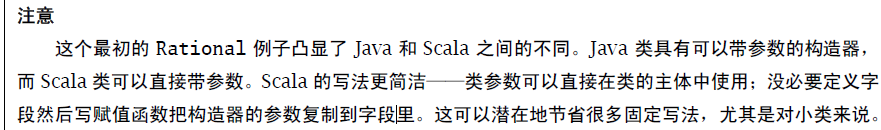 注意
这个最初的 Rational 例子凸显了 Java 和 Scala 之间的不同。Java 类具有可以带参数的构造器，
而 Scala 类可以直接带参数。Scala 的写法更简洁——类参数可以直接在类的主体中使用；没必要定义字
段然后写赋值函数把构造器的参数复制到字段里。这可以潜在地节省很多固定写法，尤其是对小类来说。